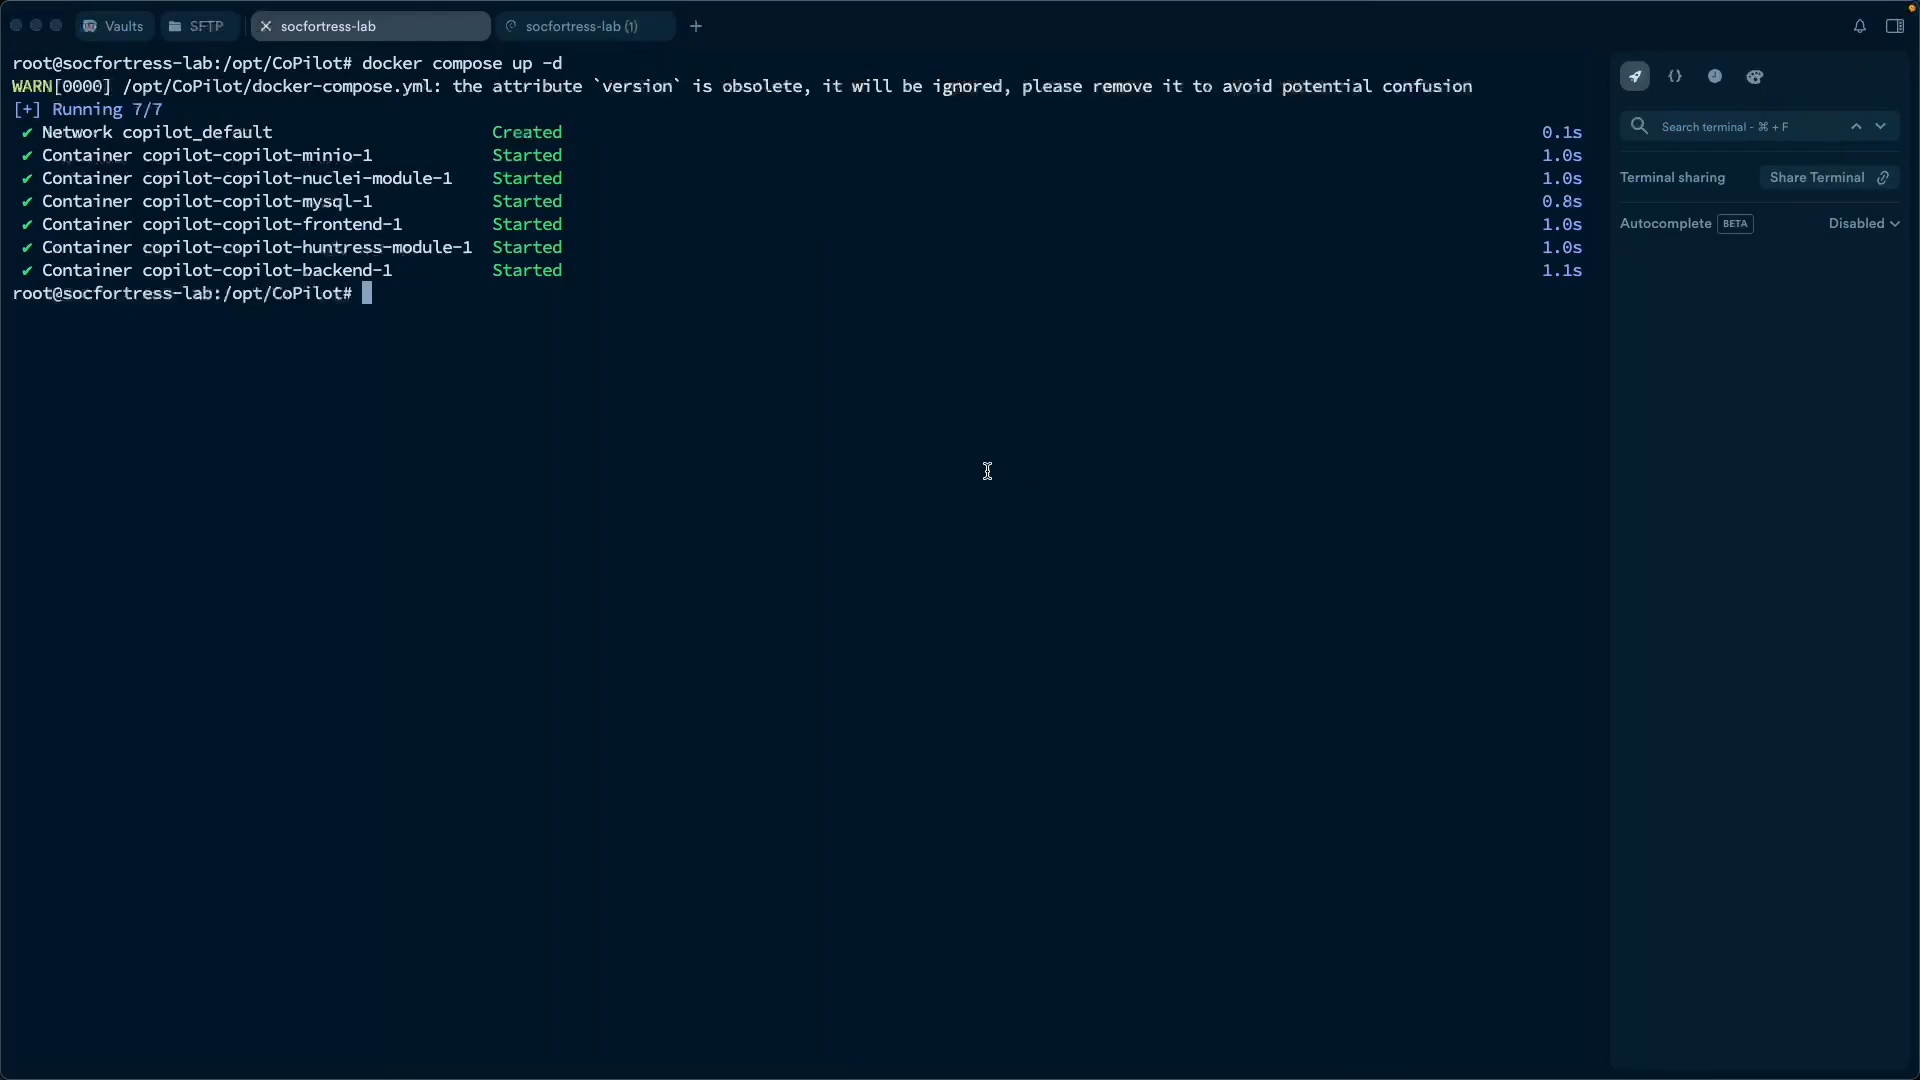 Vaults SFTP socfortress-lab socfortress-lab (1)
root@socfortress-lab:/opt/CoPilot# docker compose up -d
WARN[0000] /opt/CoPilot/docker-compose.yml: the attribute `version` is obsolete, it will be ignored, please remove it to avoid potential confusion
[+] Running 7/7
✔ Network copilot_default Created 0.1s
✔ Container copilot-copilot-minio-1 Started 1.0s
✔ Container copilot-copilot-nuclei-module-1 Started 1.0s
✔ Container copilot-copilot-mysql-1 Started 0.8s
✔ Container copilot-copilot-frontend-1 Started 1.0s
✔ Container copilot-copilot-huntress-module-1 Started 1.0s
✔ Container copilot-copilot-backend-1 Started 1.1s
root@socfortress-lab:/opt/CoPilot#
Search terminal - ⌘ + F
Terminal sharing Share Terminal
Autocomplete BETA Disabled